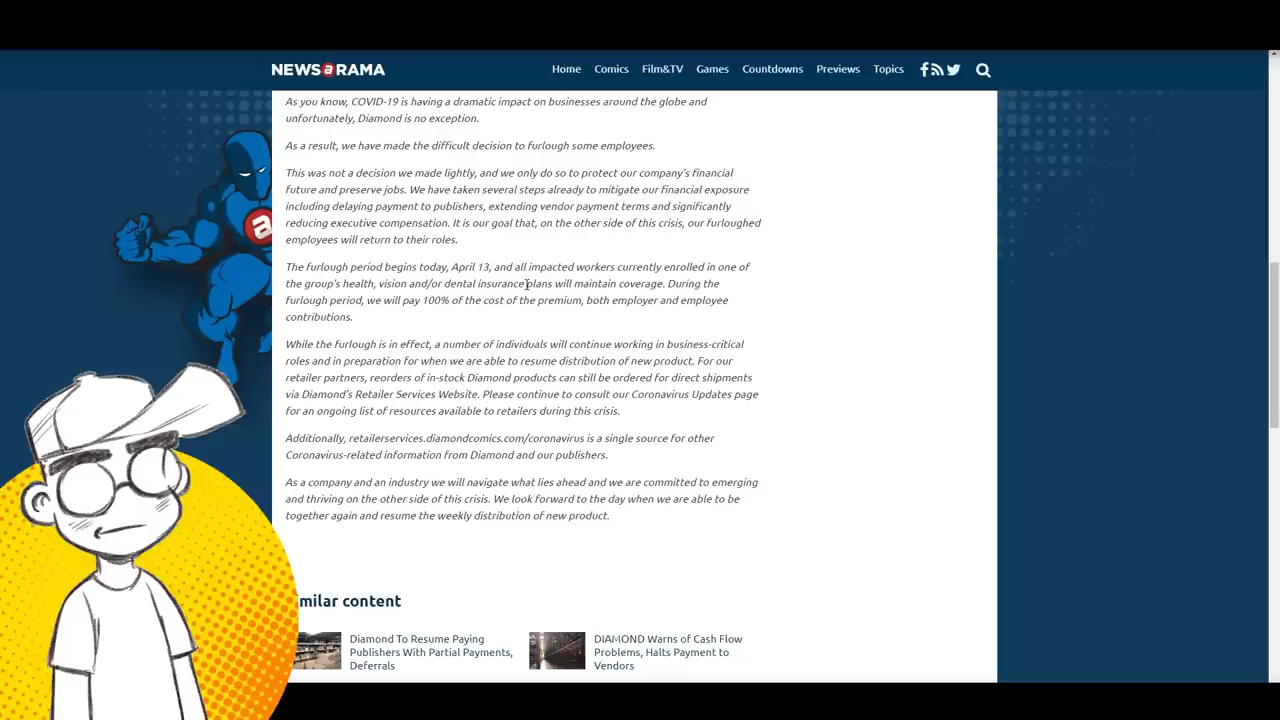 NEWSaRAMA
Home Comics Film&TV Games Countdowns Previews Topics
As you know, COVID-19 is having a dramatic impact on businesses around the globe and
unfortunately, Diamond is no exception.
As a result, we have made the difficult decision to furlough some employees.
This was not a decision we made lightly, and we only do so to protect our company's financial
future and preserve jobs. We have taken several steps already to mitigate our financial exposure
including delaying payment to publishers, extending vendor payment terms and significantly
reducing executive compensation. It is our goal that, on the other side of this crisis, our furloughed
employees will return to their roles.
The furlough period begins today, April 13, and all impacted workers currently enrolled in one of
the group's health, vision and/or dental insurance plans will maintain coverage. During the
furlough period, we will pay 100% of the cost of the premium, both employer and employee
contributions.
While the furlough is in effect, a number of individuals will continue working in business-critical
roles and in preparation for when we are able to resume distribution of new product. For our
retailer partners, reorders of in-stock Diamond products can still be ordered for direct shipments
via Diamond's Retailer Services Website. Please continue to consult our Coronavirus Updates page
for an ongoing list of resources available to retailers during this crisis.
Additionally, retailerservices.diamondcomics.com/coronavirus is a single source for other
Coronavirus-related information from Diamond and our publishers.
As a company and an industry we will navigate what lies ahead and we are committed to emerging
and thriving on the other side of this crisis. We look forward to the day when we are able to be
together again and resume the weekly distribution of new product.
imilar content
Diamond To Resume Paying
Publishers With Partial Payments,
Deferrals
DIAMOND Warns of Cash Flow
Problems, Halts Payment to
Vendors